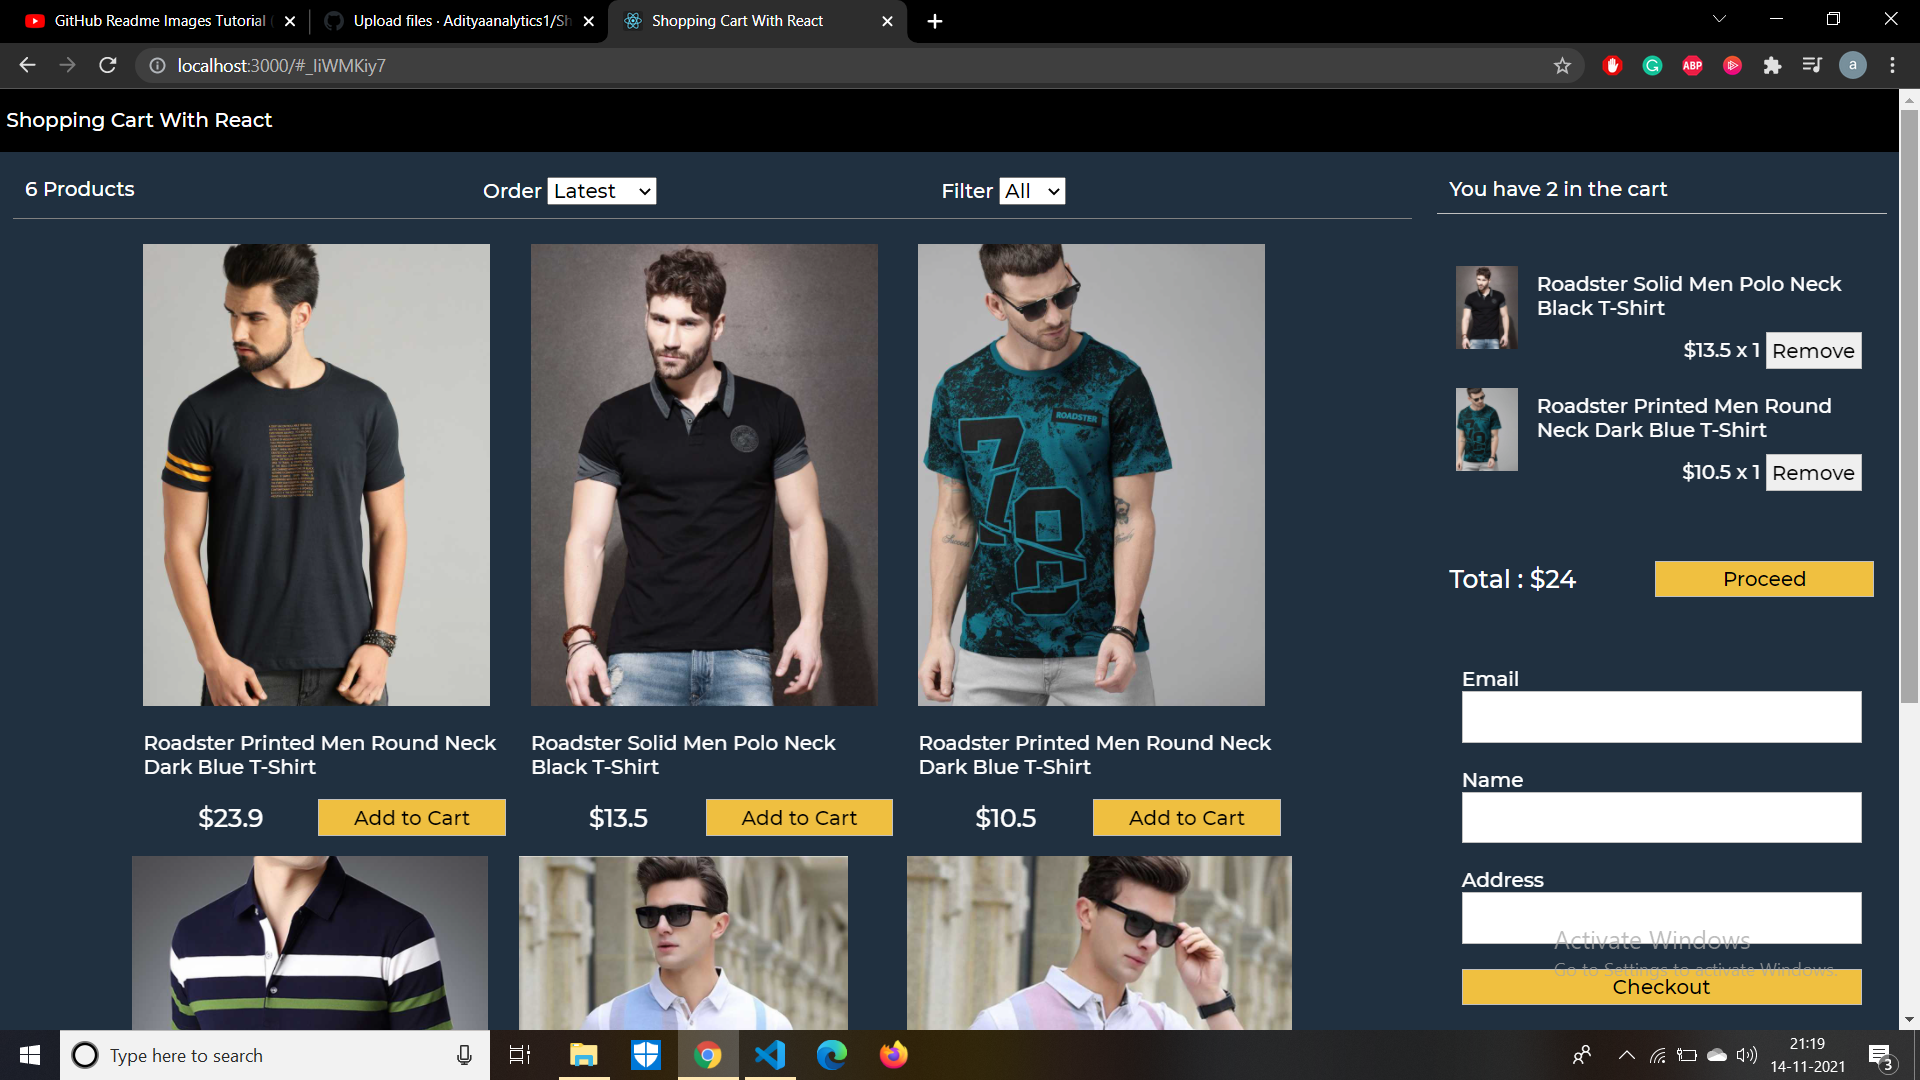 GitHub Readme Images Tutorial
Upload files · Adityaanalytics1/Sh
Shopping Cart With React
localhost:3000/#_liWMKiy7
ABP
a
Shopping Cart With React
6 Products
Order Latest
Filter All
You have 2 in the cart
ROADSTER
Roadster Solid Men Polo Neck
Black T-Shirt
$13.5 x 1 Remove
Roadster Printed Men Round
Neck Dark Blue T-Shirt
$10.5 x 1 Remove
Total : $24
Proceed
Roadster Printed Men Round Neck
Dark Blue T-Shirt
$23.9
Add to Cart
Roadster Solid Men Polo Neck
Black T-Shirt
$13.5
Add to Cart
Roadster Printed Men Round Neck
Dark Blue T-Shirt
$10.5
Add to Cart
Email
Name
Address
Activate Windows
Go to Settings to activate Windows.
Checkout
Type here to search
21:19
14-11-2021
3